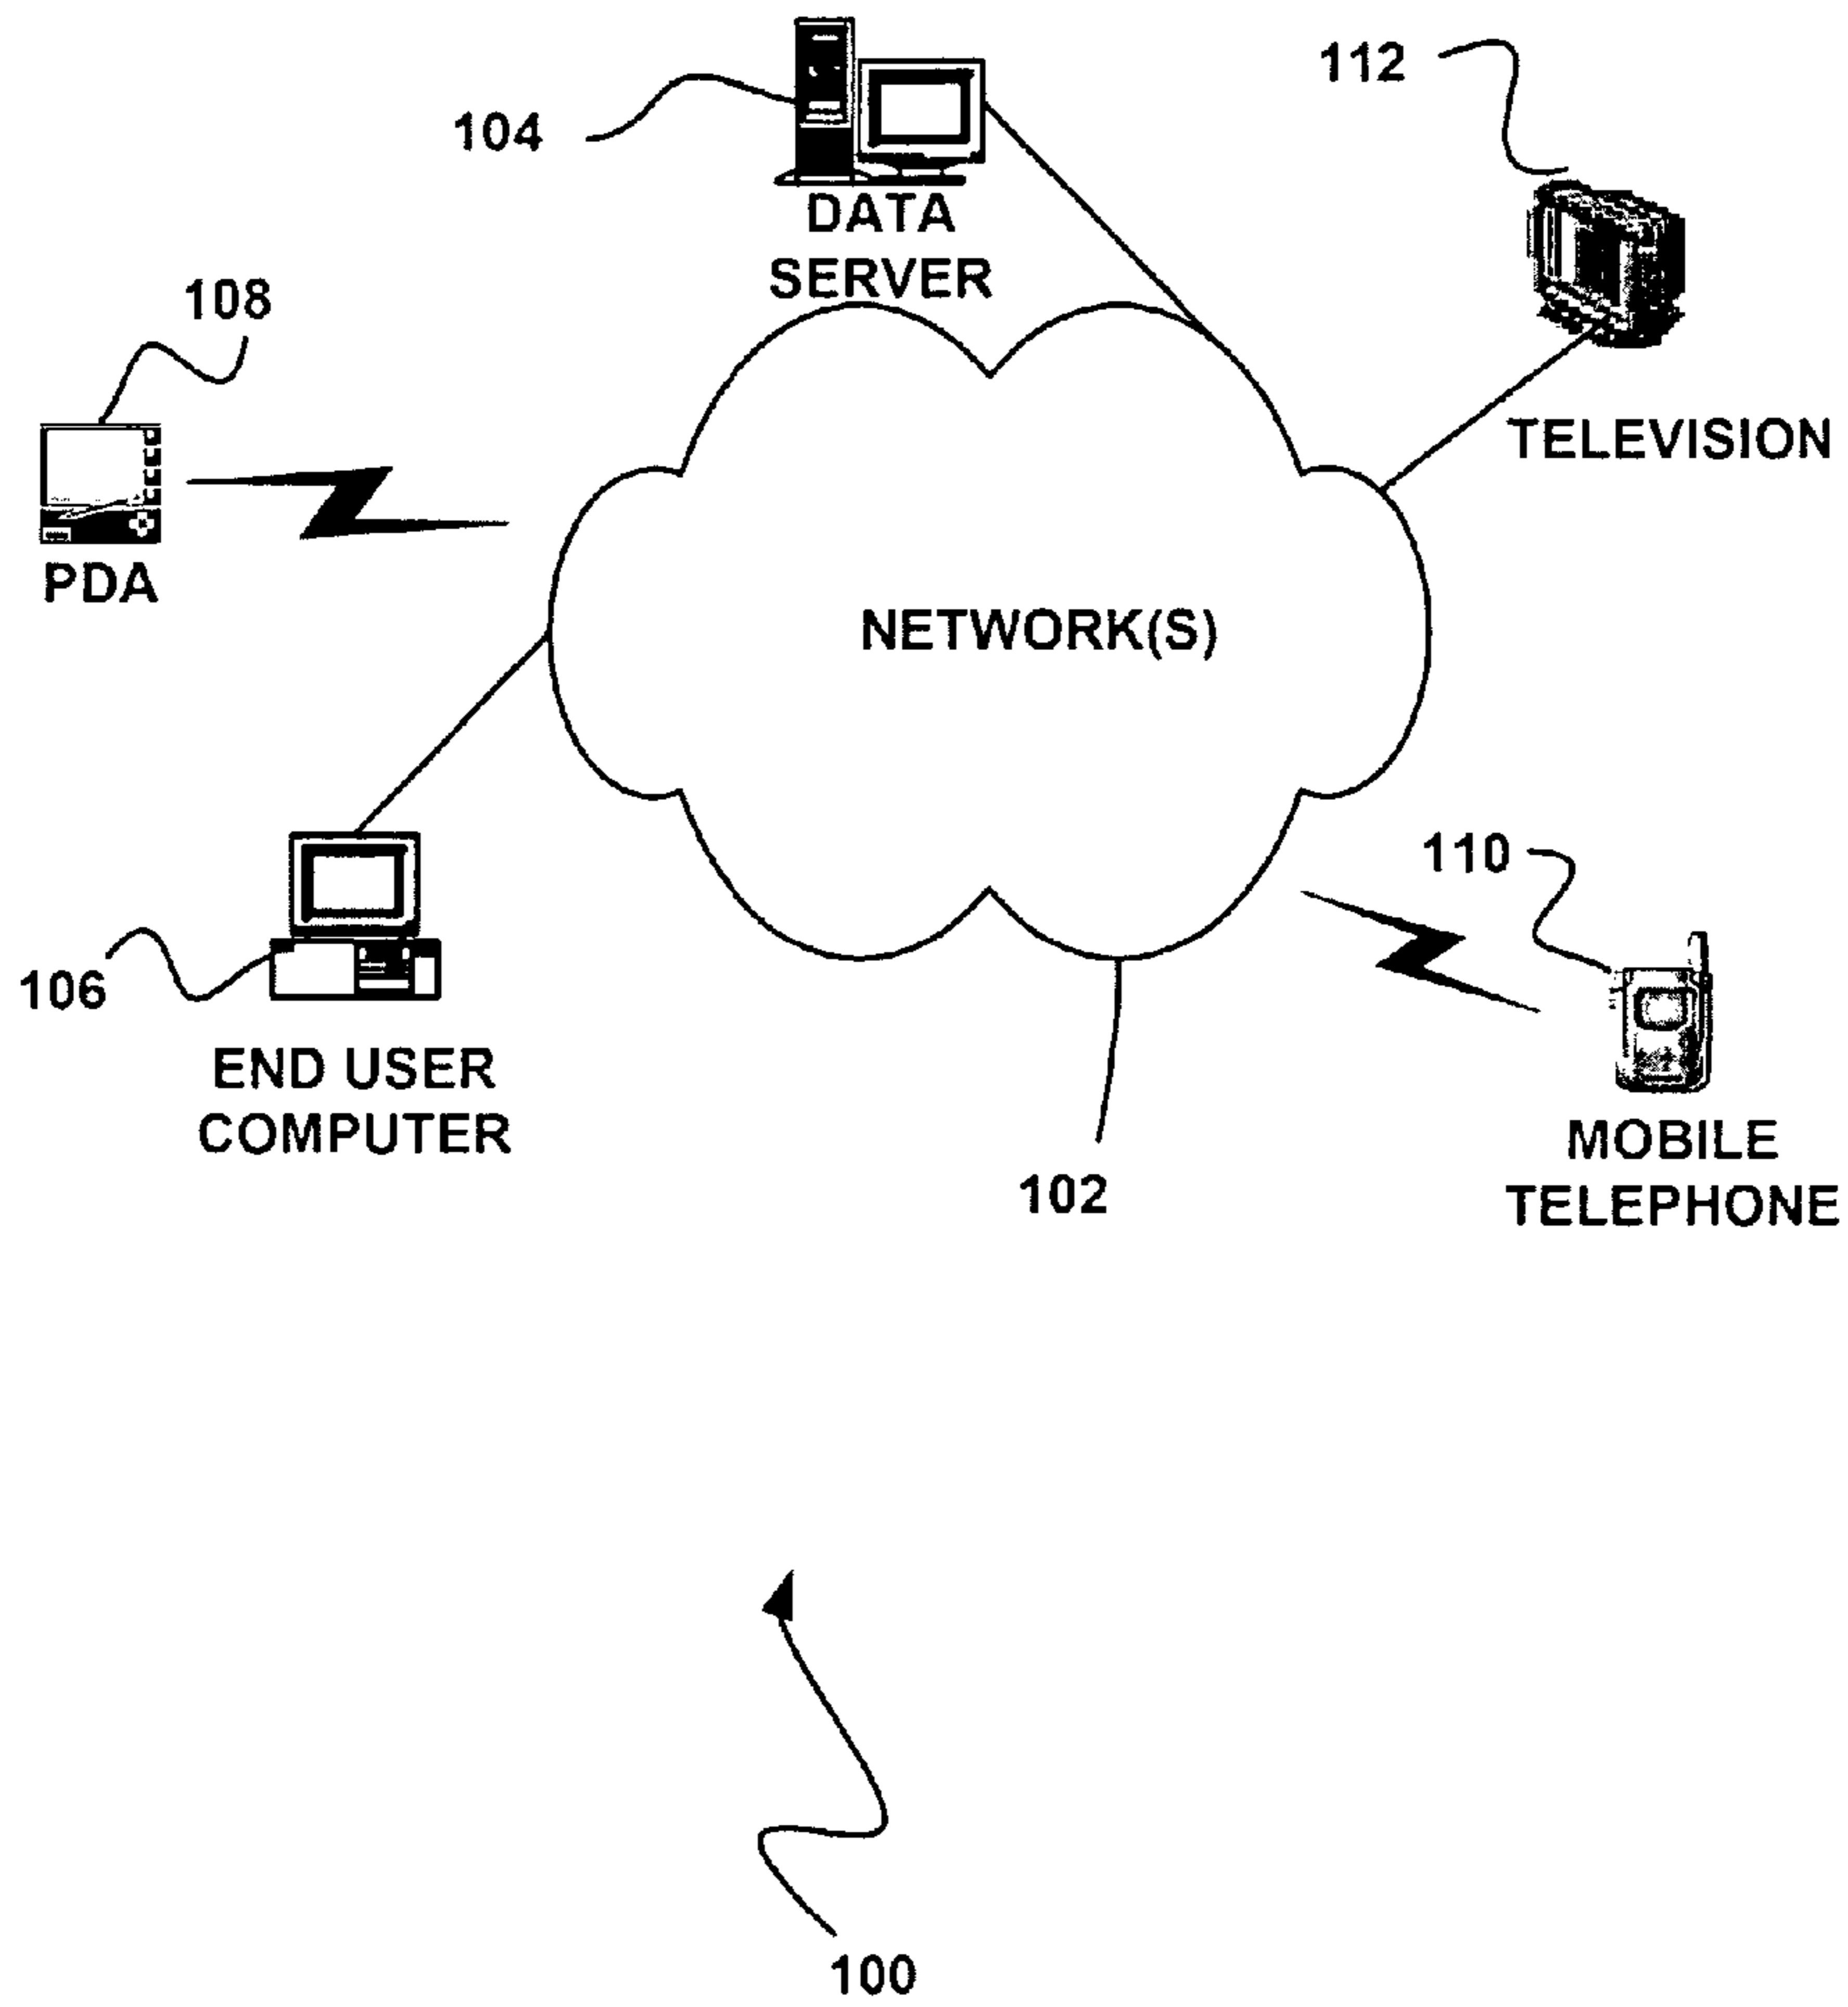 112
104
DATA
SERVER
108
TELEVISION
PDA
NETWORK(S)
110
106
END USER
COMPUTER
MOBILE
TELEPHONE
102
100